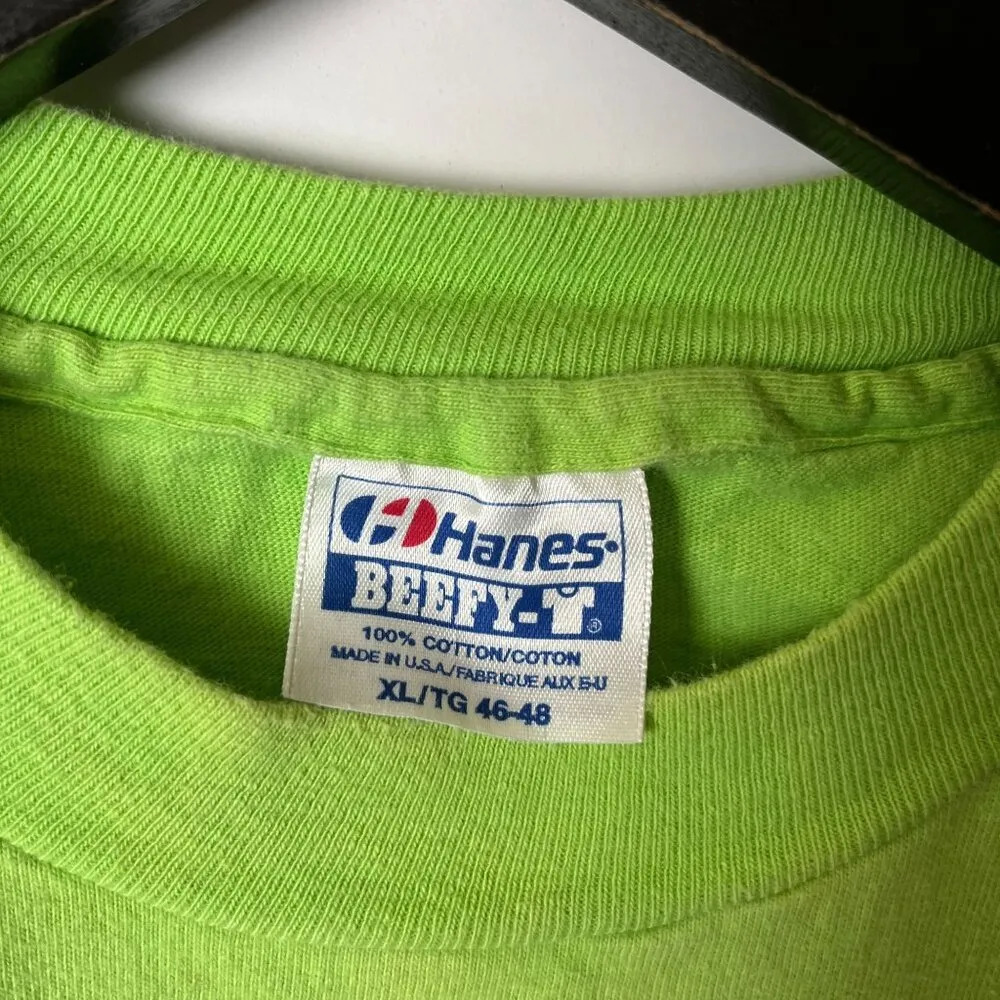 Hanes
BEEFY-T®
100% COTTON/COTON
MADE IN U.S.A./FABRIQUE AUX E-U
XL/TG 46-48